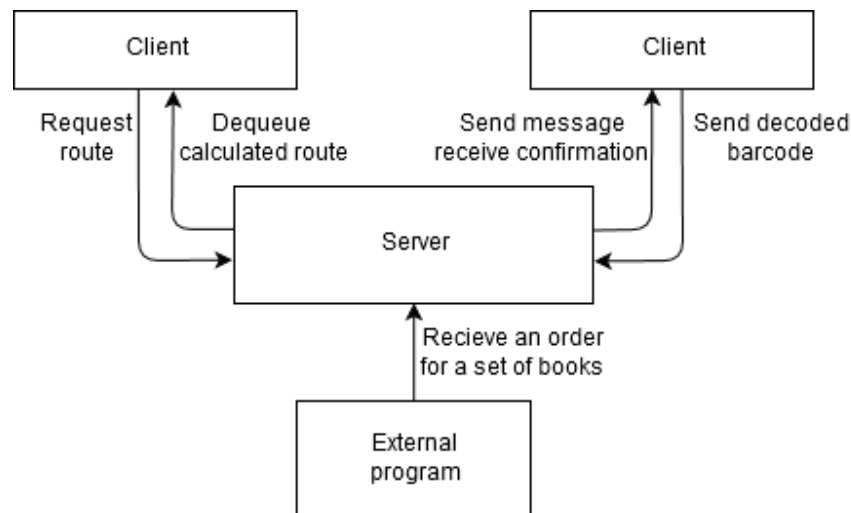 Client
Client
Request
route
Dequeue
calculated route
Send message
receive confirmation
Send decoded
barcode
Server
Recieve an order
for a set of books
External
program